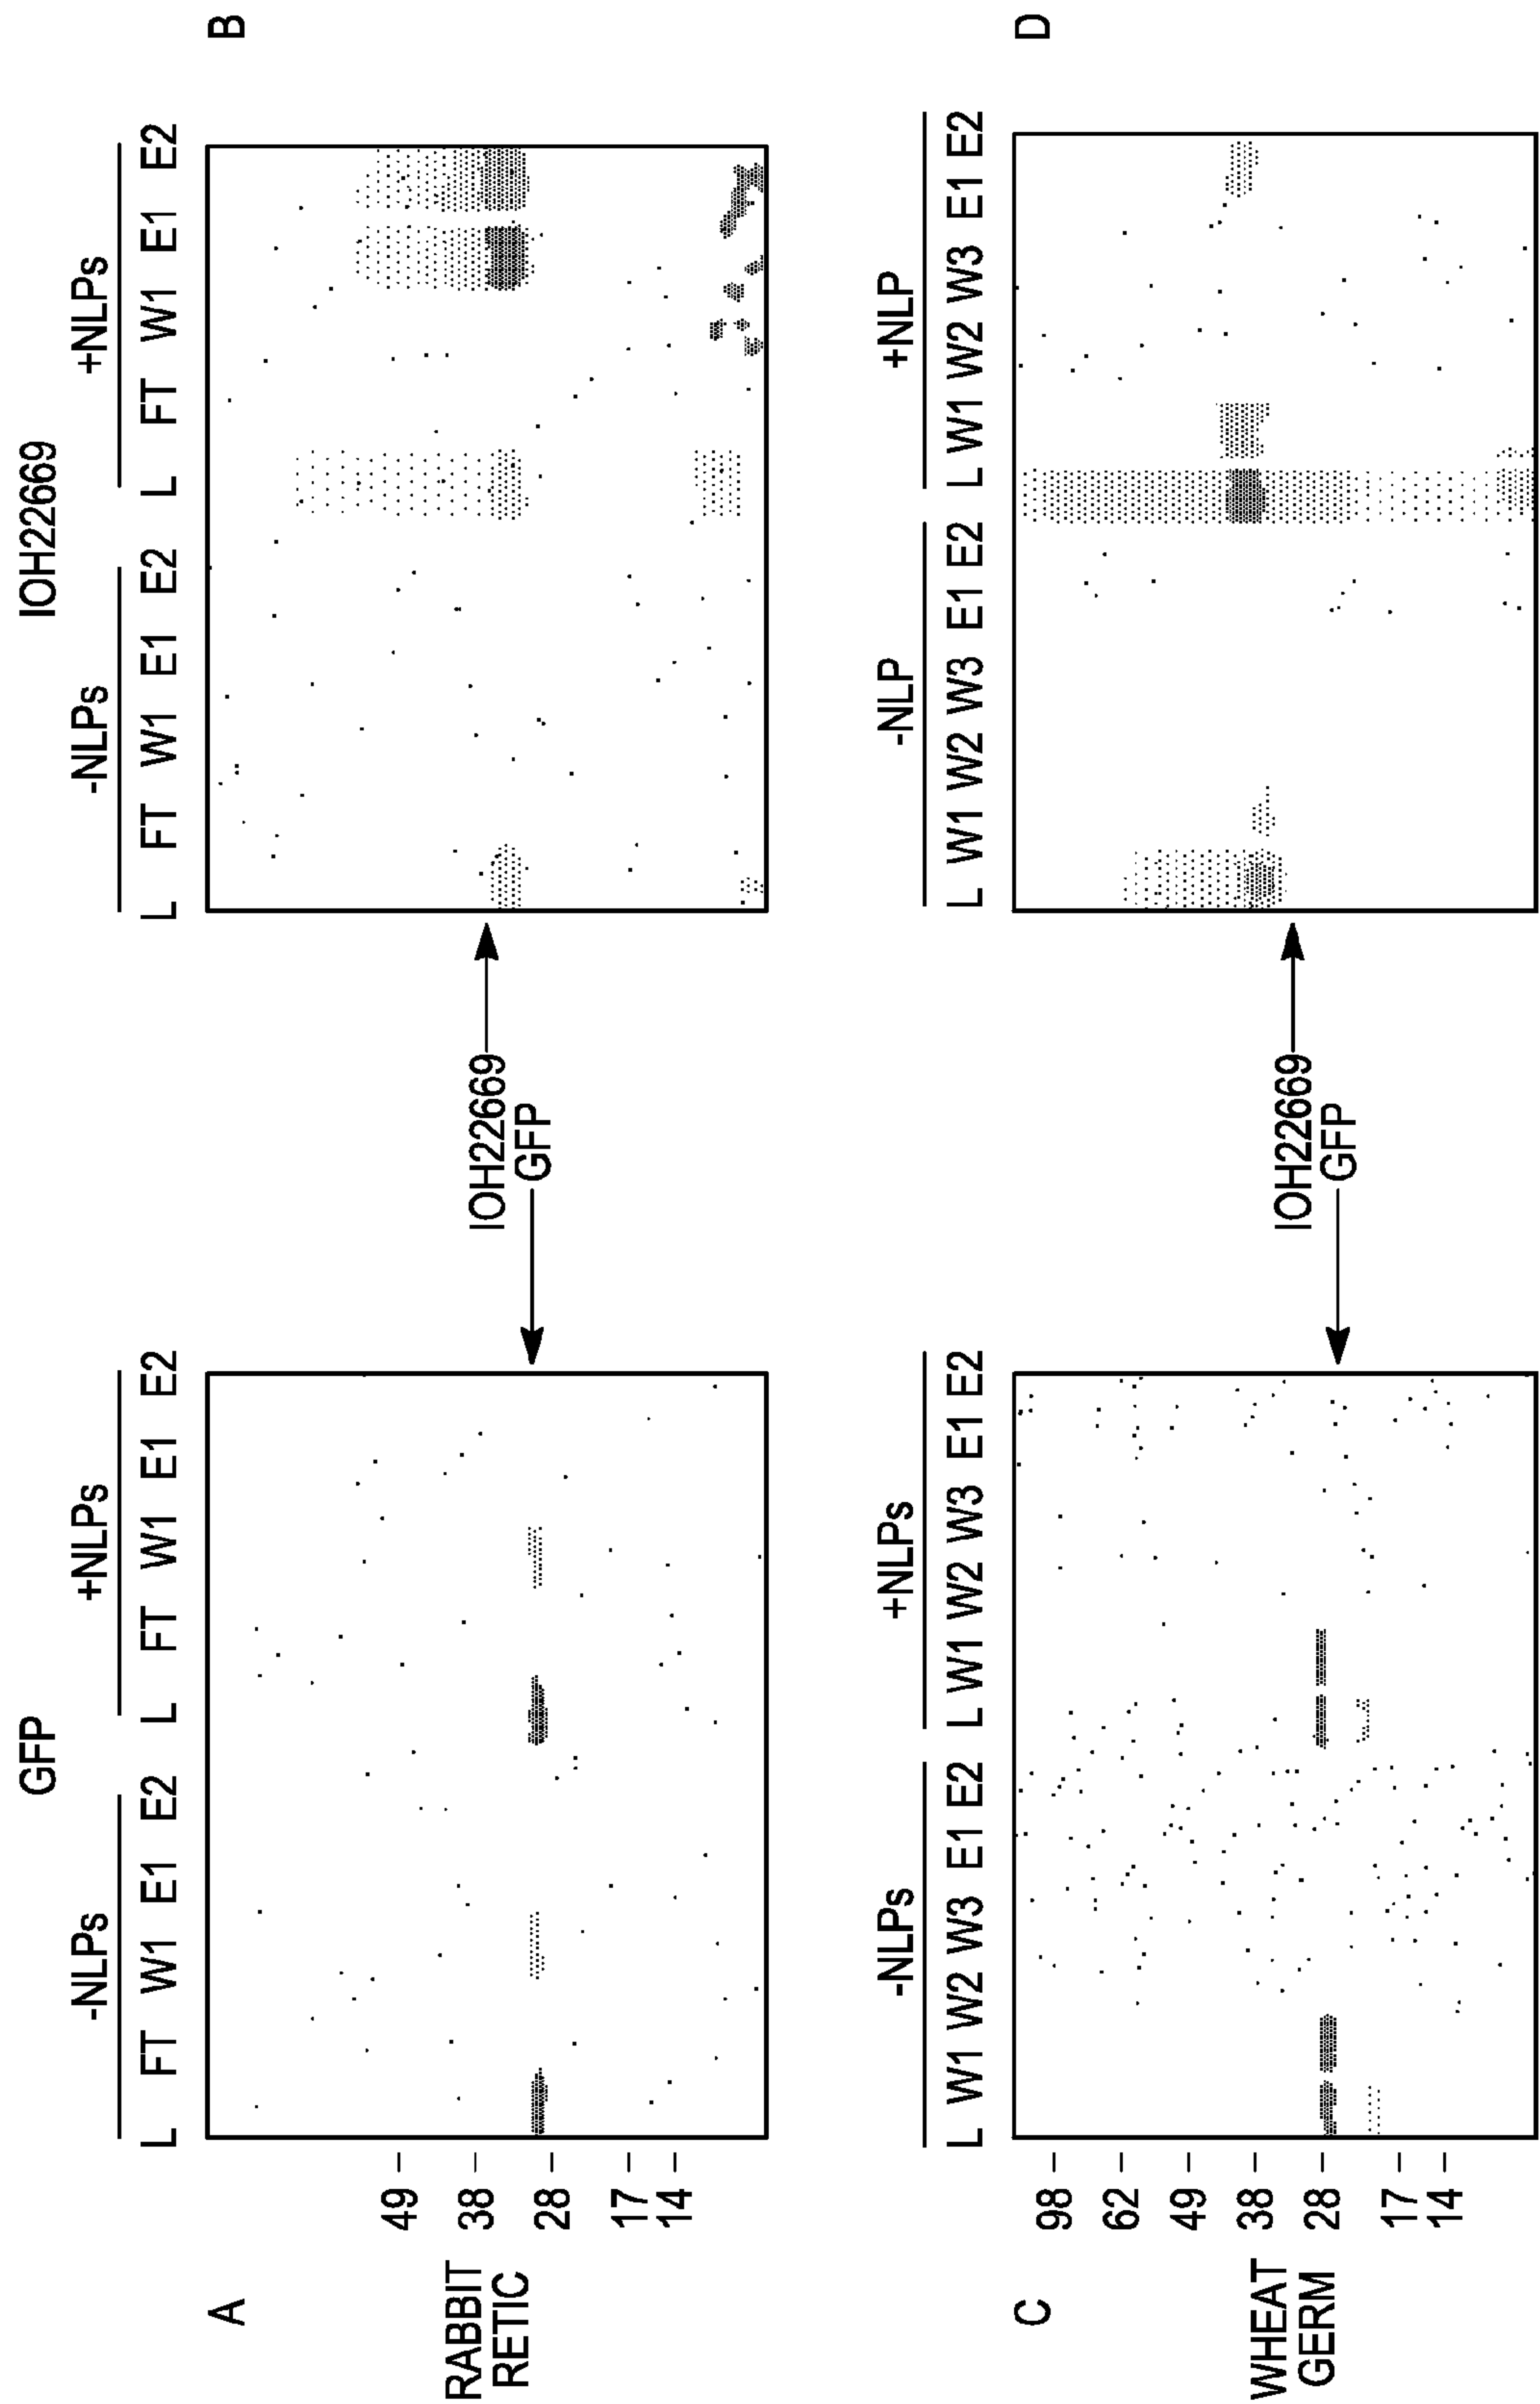 GFP
-NLPs
+NLPs
L FT W1 E1 E2
L FT W1 E1 E2
A
RABBIT
RETIC
49
38
28
17
14
IOH22669
-NLPs
+NLPs
L FT W1 E1 E2
L FT W1 E1 E2
B
IOH22669
GFP
-NLPs
+NLPs
L W1 W2 W3 E1 E2
L W1 W2 W3 E1 E2
C
WHEAT
GERM
98
62
49
38
28
17
14
-NLP
+NLP
L W1 W2 W3 E1 E2
L W1 W2 W3 E1 E2
D
IOH22669
GFP